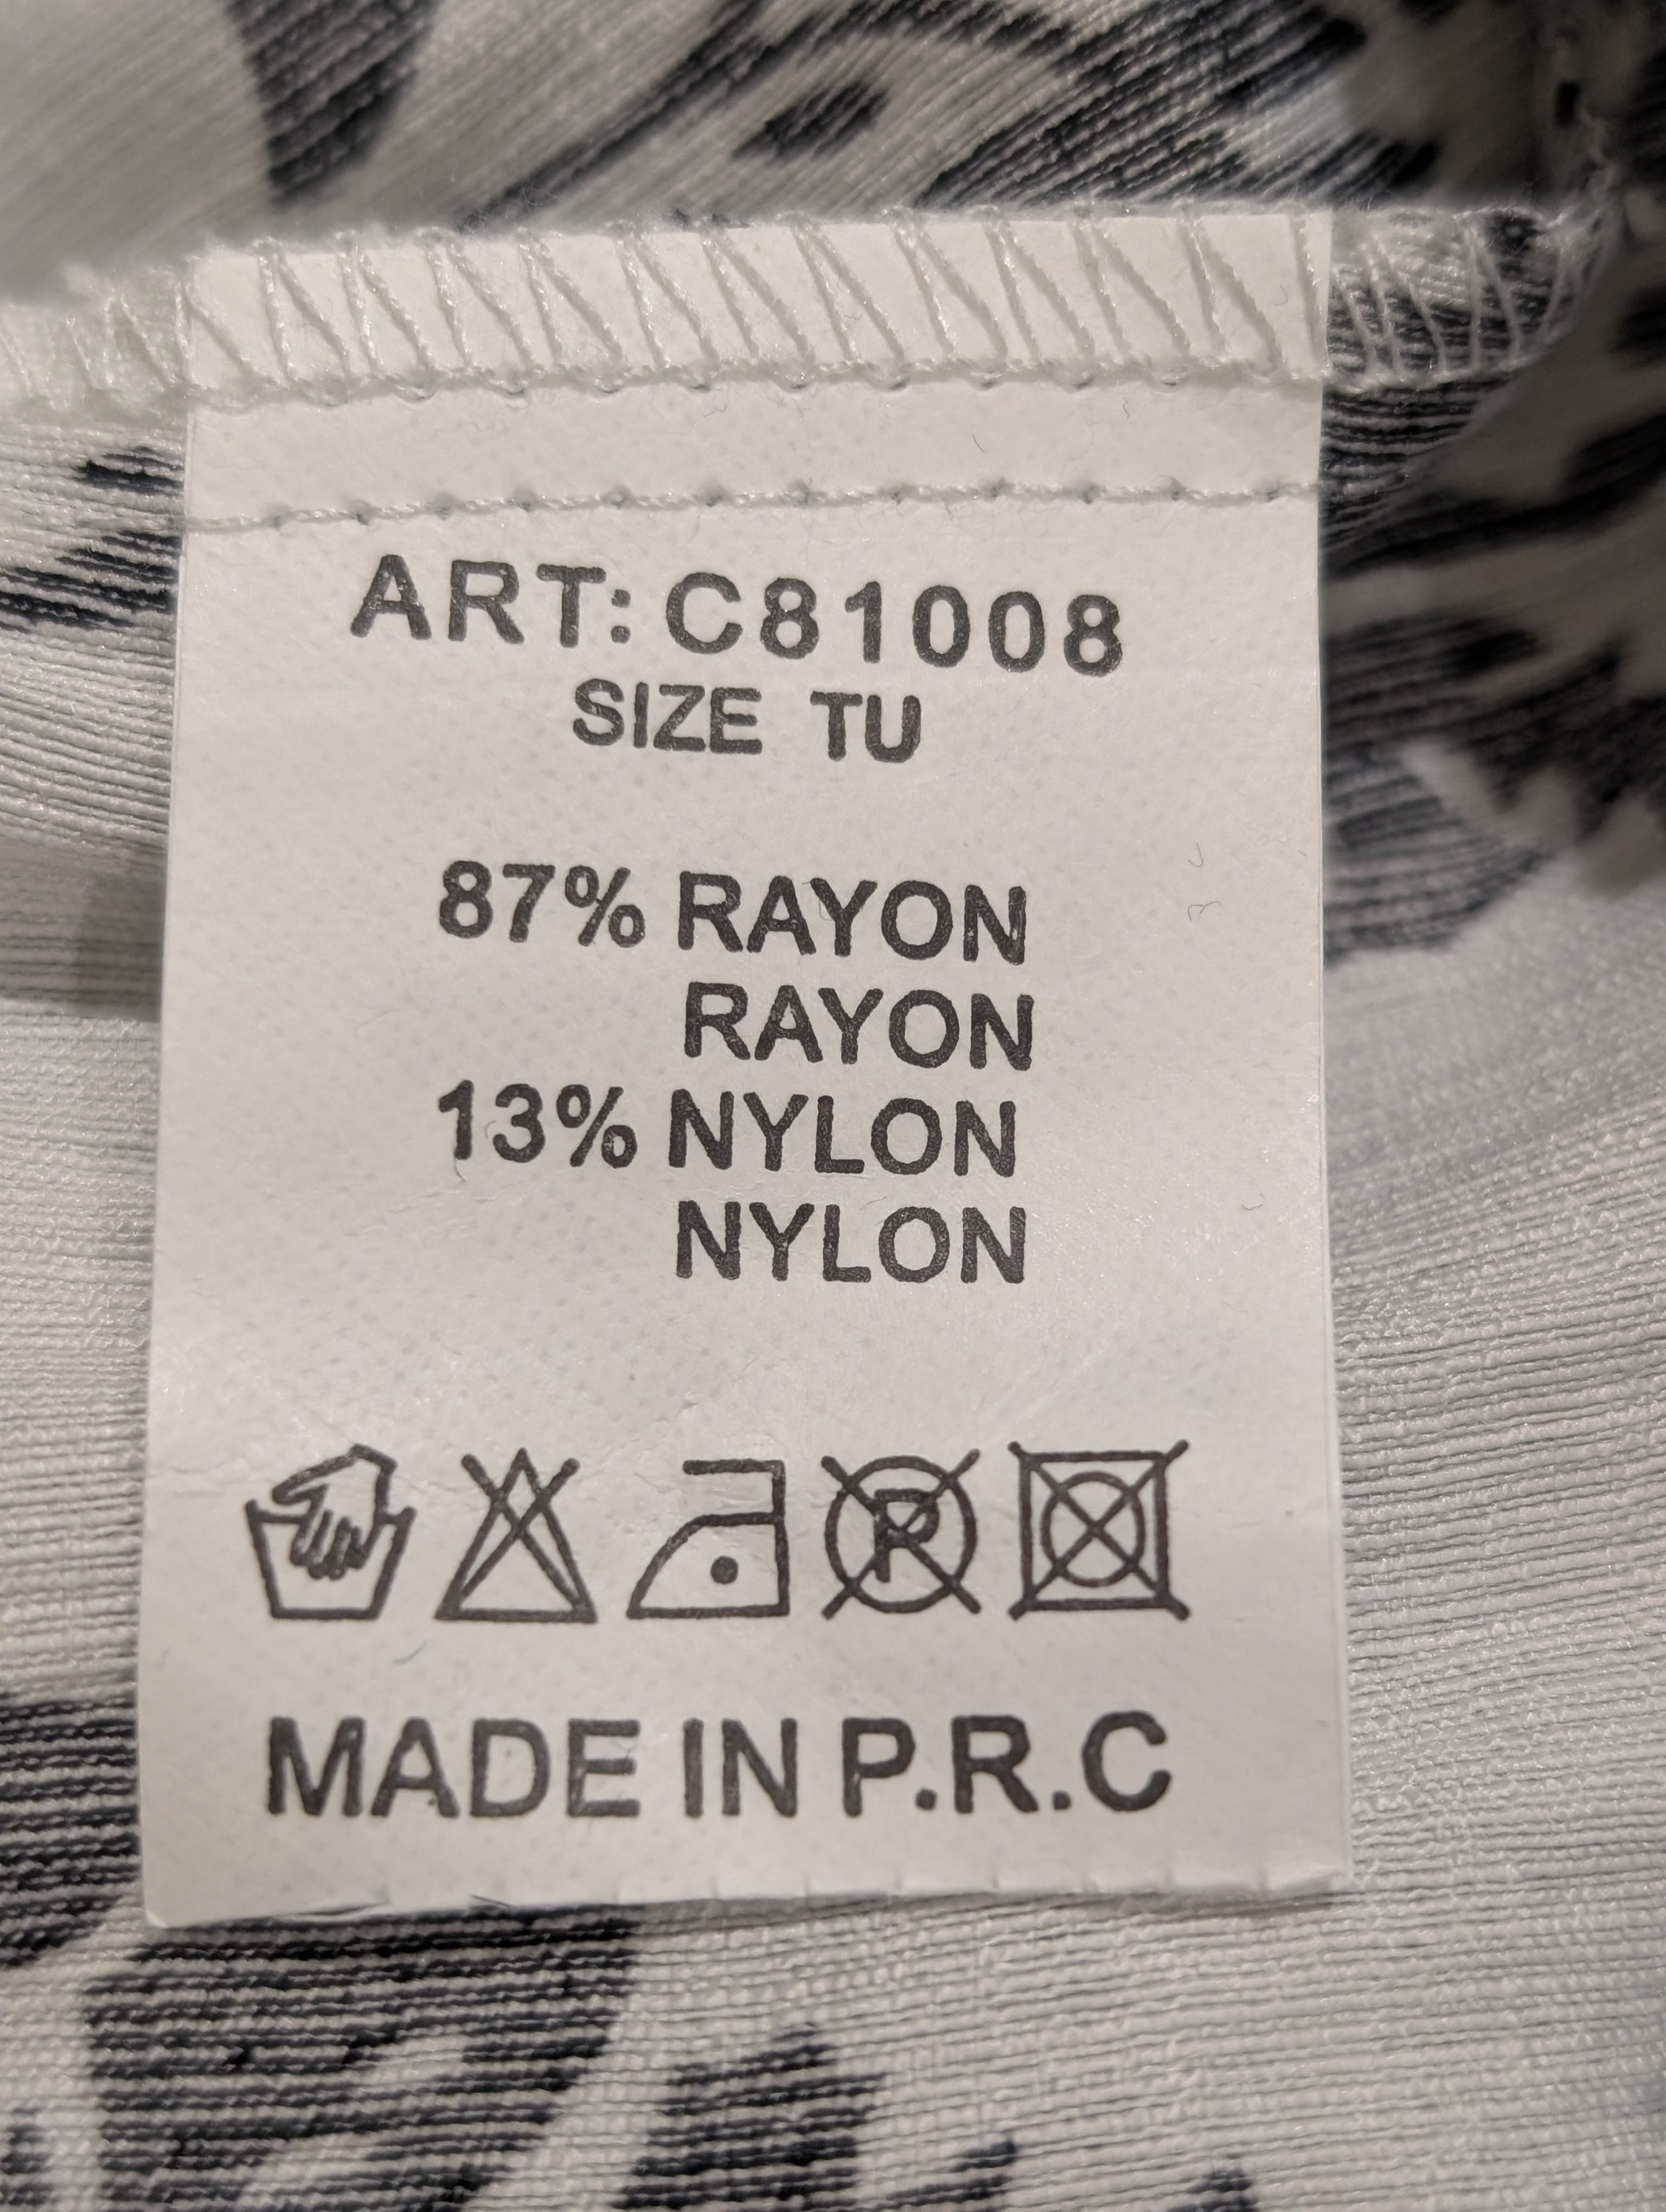 ART: C81008
SIZE TU
87% RAYON
RAYON
13% NYLON
NYLON
P
MADE IN P.R.C